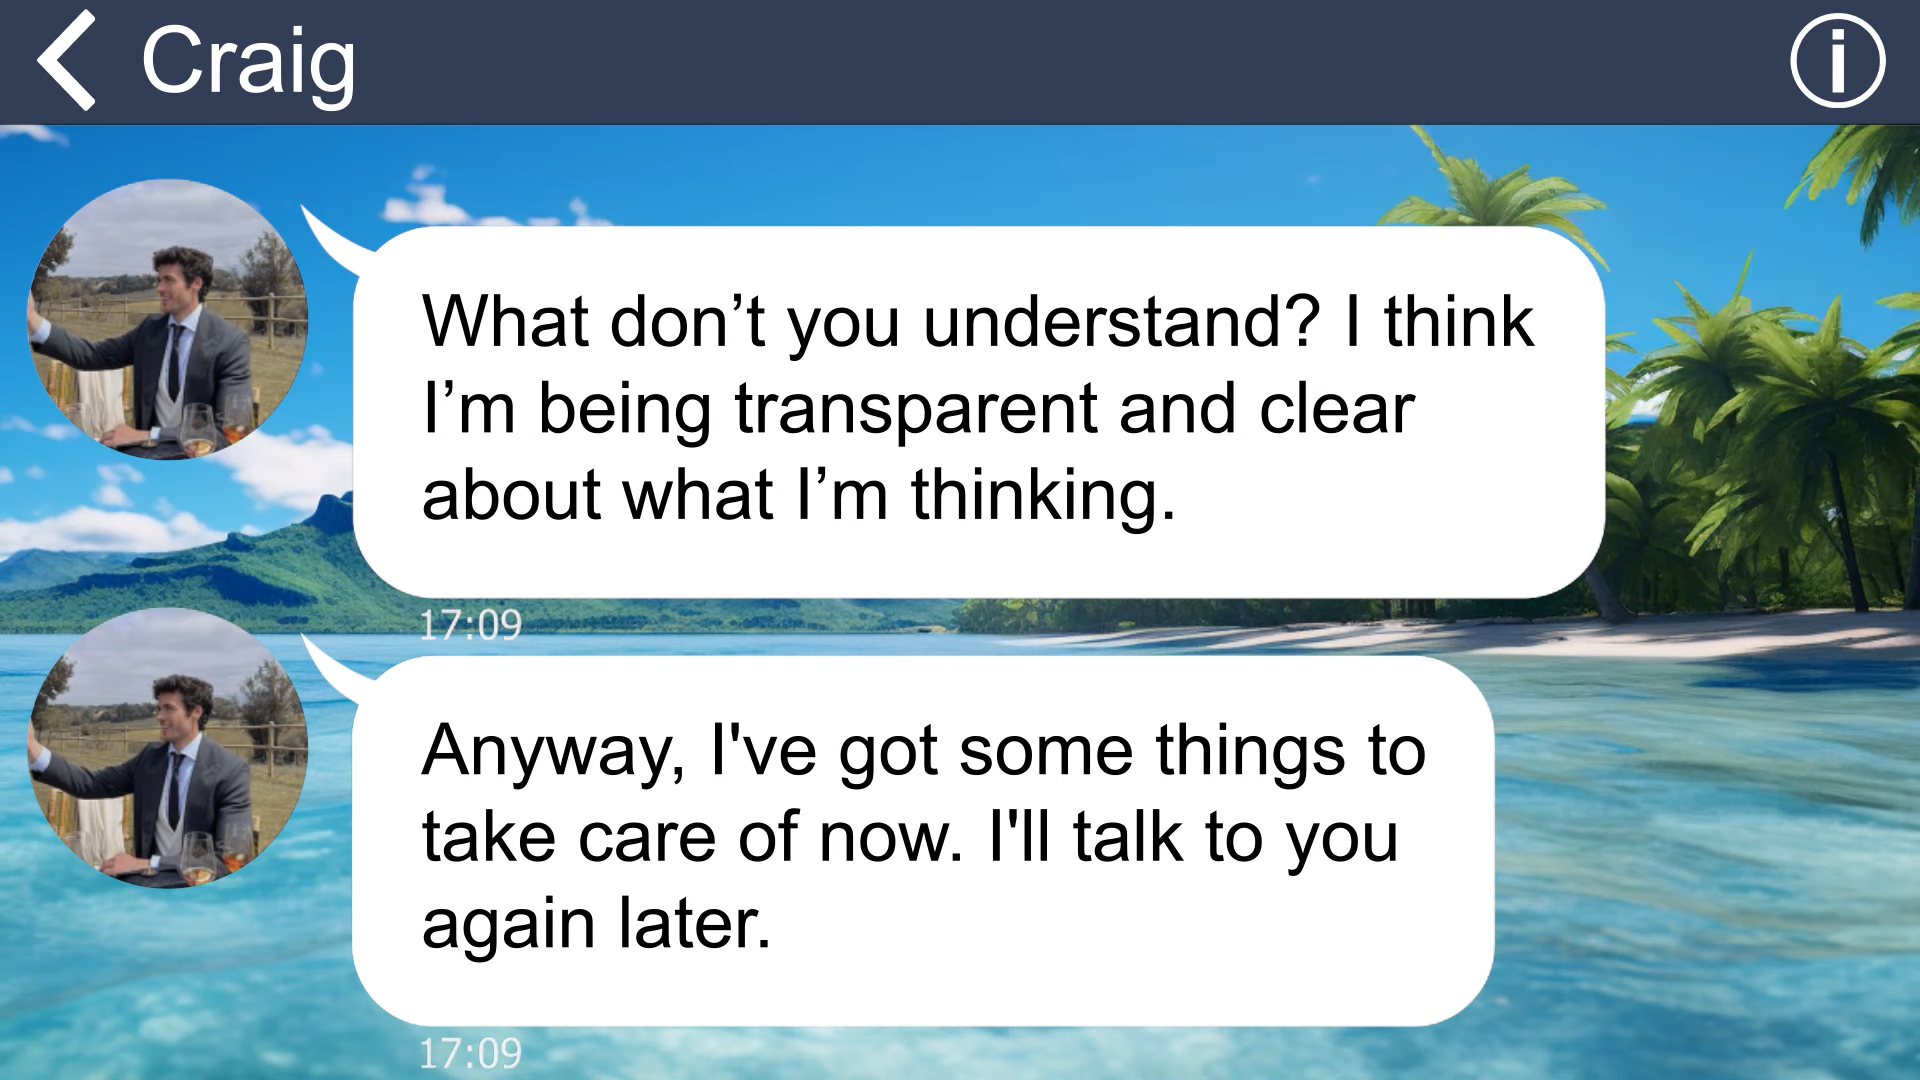 Craig
What don’t you understand? I think
I’m being transparent and clear
about what I’m thinking.
17:09
Anyway, I've got some things to
take care of now. I'll talk to you
again later.
17:09